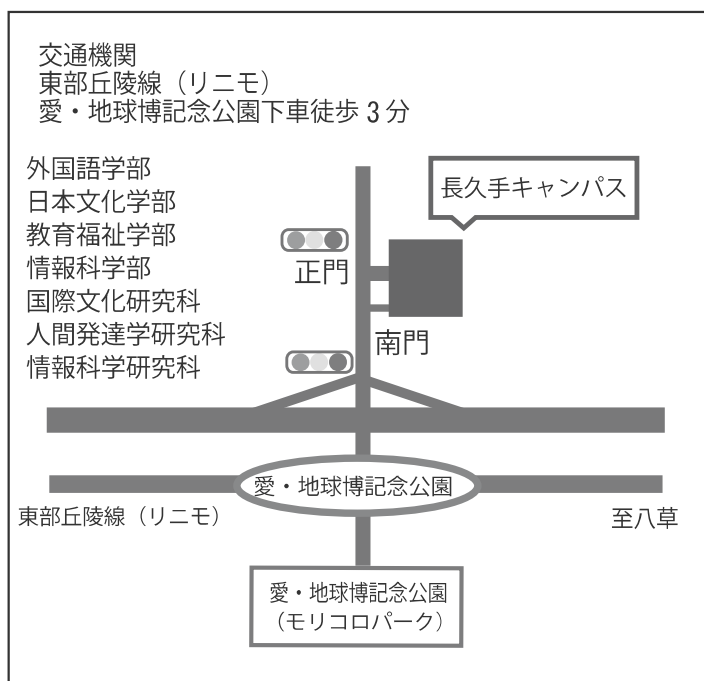 交通機関
東部丘陵線（リニモ）
愛・地球博記念公園下車徒歩 3 分
外国語学部
日本文化学部
教育福祉学部
情報科学部
国際文化研究科
人間発達学研究科
情報科学研究科
長久手キャンパス
正門
南門
愛・地球博記念公園
東部丘陵線（リニモ）
至八草
愛・地球博記念公園
（モリコロパーク）